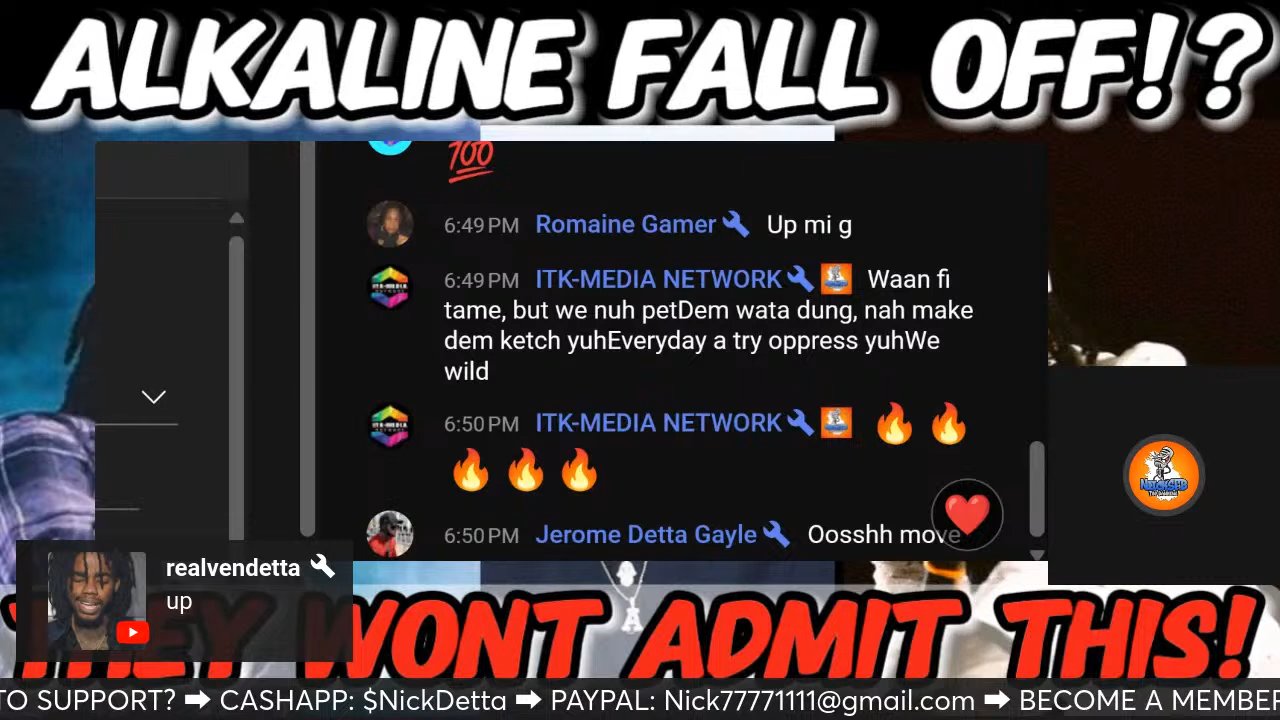 ALKALINE FALL OFF!?
100
6:49 PM Romaine Gamer Up mi g
6:49 PM ITK-MEDIA NETWORK Waan fi
tame, but we nuh petDem wata dung, nah make
dem ketch yuhEveryday a try oppress yuhWe
wild
6:50 PM ITK-MEDIA NETWORK
6:50 PM Jerome Detta Gayle Oosshh move
realvendetta
up
THEY WONT ADMIT THIS!
TO SUPPORT? ➡ CASHAPP: $NickDetta ➡ PAYPAL: Nick77771111@gmail.com ➡ BECOME A MEMBER